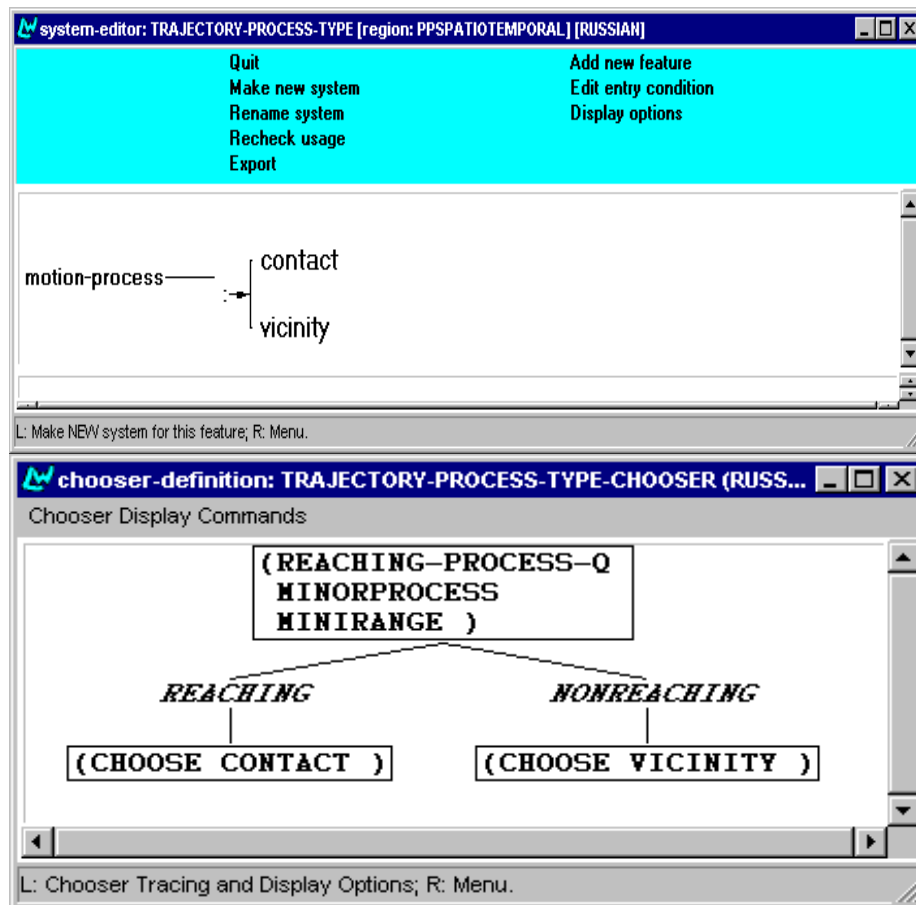 system-editor: TRAJECTORY-PROCESS-TYPE [region: PPSPATIOTEMPORAL] [RUSSIAN]
Quit
Make new system
Rename system
Recheck usage
Export
Add new feature
Edit entry condition
Display options
contact
motion-process
:
vicinity
L: Make NEW system for this feature; R: Menu.
chooser-definition: TRAJECTORY-PROCESS-TYPE-CHOOSER (RUSS...
Chooser Display Commands
(REACHING-PROCESS-Q
MINORPROCESS
MINIRANGE )
REACHING NONREACHING
(CHOOSE CONTACT ) (CHOOSE VICINITY )
L: Chooser Tracing and Display Options; R: Menu.